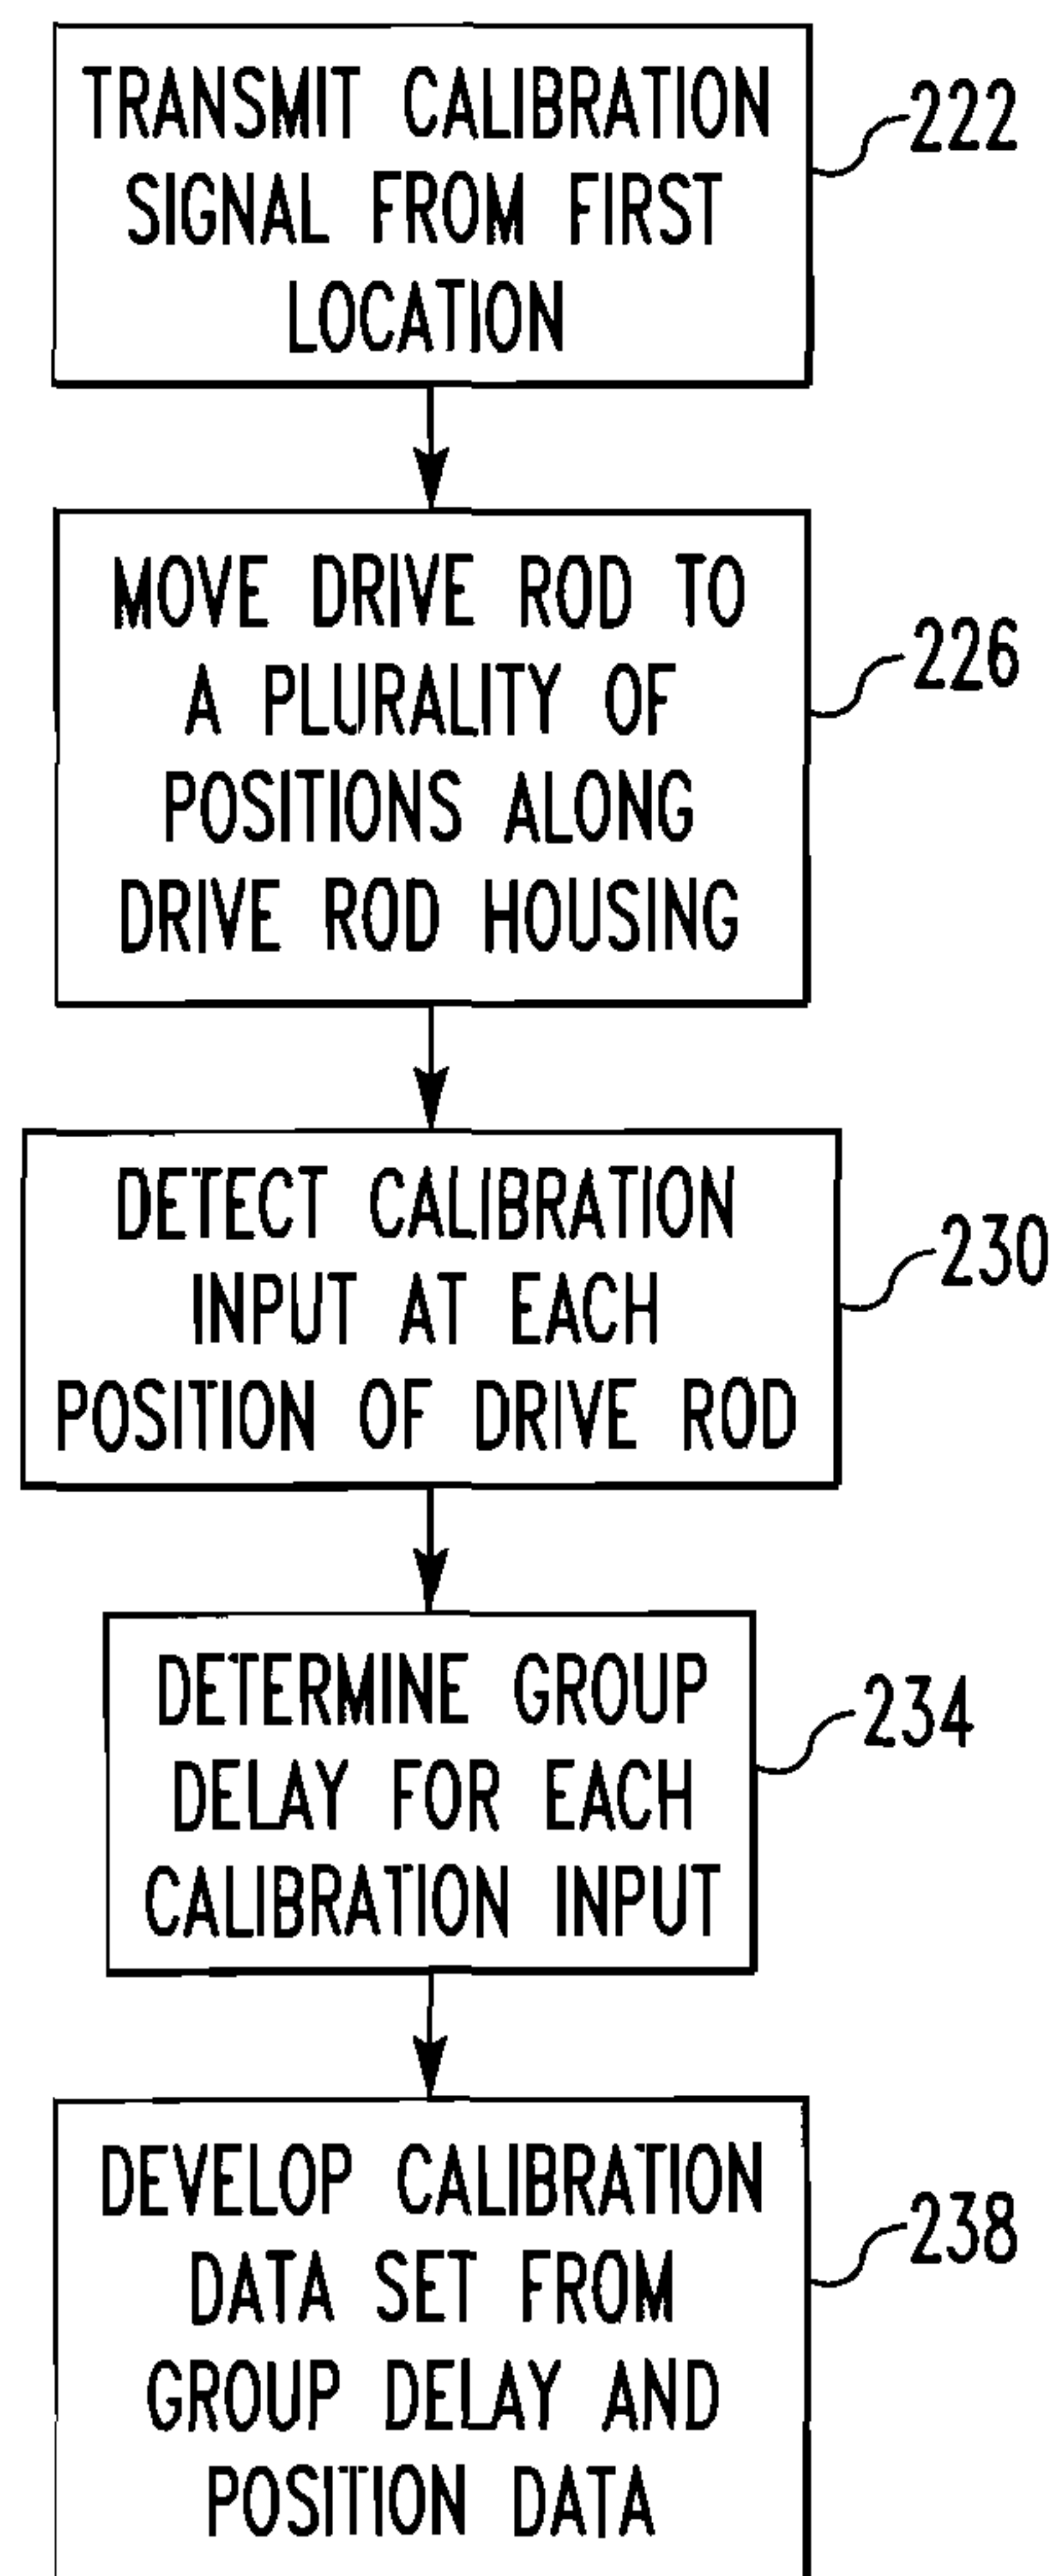 TRANSMIT CALIBRATION
SIGNAL FROM FIRST
LOCATION
222
MOVE DRIVE ROD TO
A PLURALITY OF
POSITIONS ALONG
DRIVE ROD HOUSING
226
DETECT CALIBRATION
INPUT AT EACH
POSITION OF DRIVE ROD
230
DETERMINE GROUP
DELAY FOR EACH
CALIBRATION INPUT
234
DEVELOP CALIBRATION
DATA SET FROM
GROUP DELAY AND
POSITION DATA
238